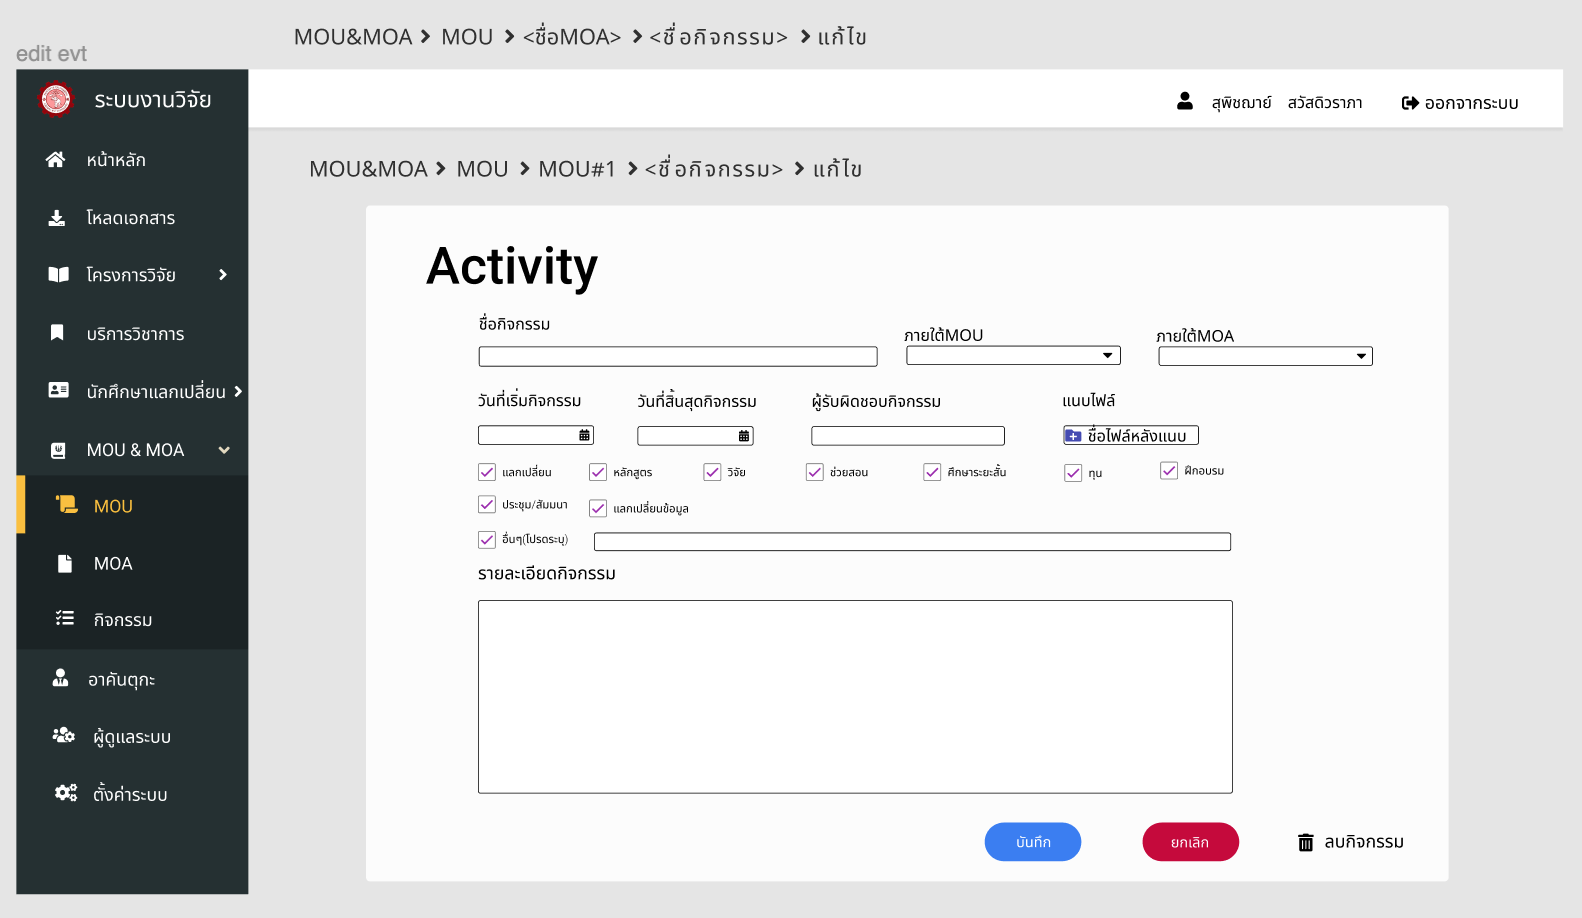 MOU&MOA > MOU > <ชื่อMOA> > <ชื่อกิจกรรม> > แก้ไข
edit evt
ระบบงานวิจัย
สุพิชฌาย์ สวัสดิวราภา ออกจากระบบ
หน้าหลัก
โหลดเอกสาร
โครงการวิจัย
บริการวิชาการ
นักศึกษาแลกเปลี่ยน
MOU & MOA
MOU
MOA
กิจกรรม
อาคันตุกะ
ผู้ดูแลระบบ
ตั้งค่าระบบ
MOU&MOA > MOU > MOU#1 > <ชื่อกิจกรรม> > แก้ไข
Activity
ชื่อกิจกรรม ภายใต้MOU ภายใต้MOA
วันที่เริ่มกิจกรรม วันที่สิ้นสุดกิจกรรม ผู้รับผิดชอบกิจกรรม แนบไฟล์
ชื่อไฟล์หลังแนบ
แลกเปลี่ยน หลักสูตร วิจัย ช่วยสอน ศึกษาระยะสั้น ทุน ฝึกอบรม
ประชุม/สัมมนา แลกเปลี่ยนข้อมูล
อื่นๆ(โปรดระบุ)
รายละเอียดกิจกรรม
บันทึก ยกเลิก ลบกิจกรรม